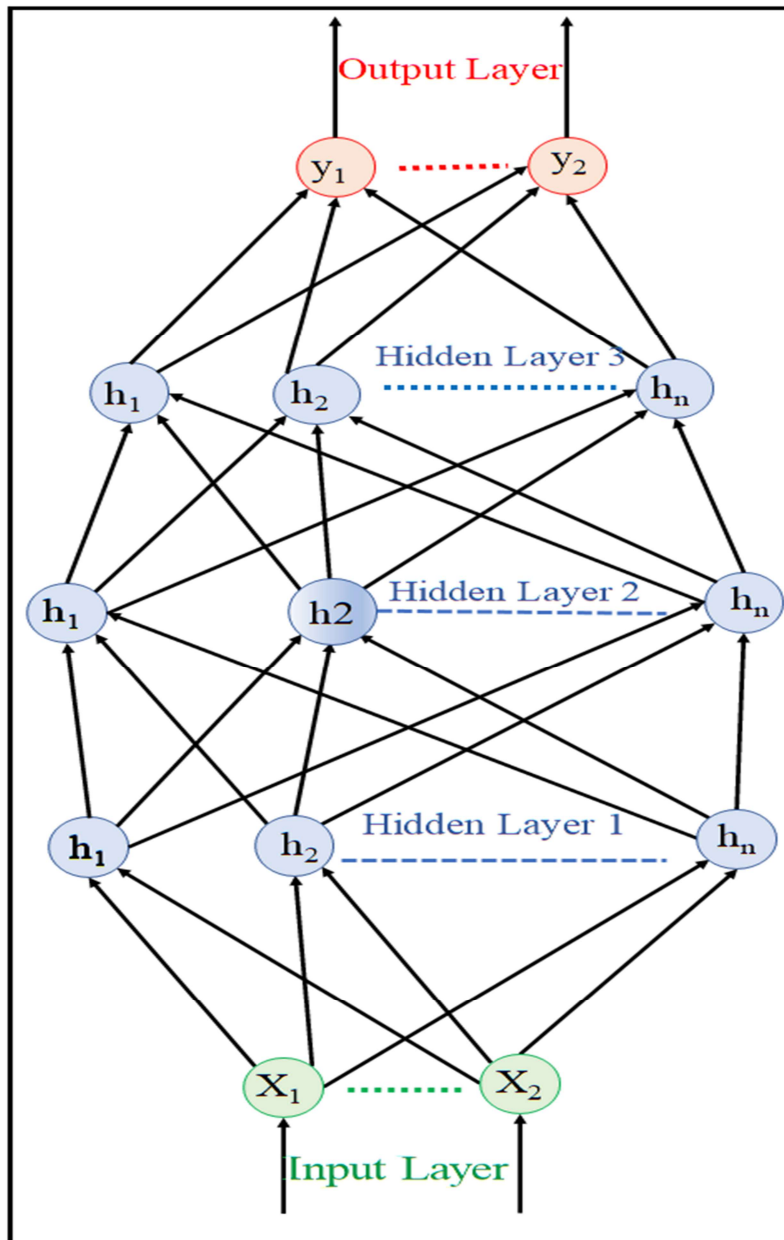 Output Layer
y₁ y₂
Hidden Layer 3
h₁ h₂ hₙ
Hidden Layer 2
h₁ h2 hₙ
Hidden Layer 1
h₁ h₂ hₙ
X₁ X₂
Input Layer